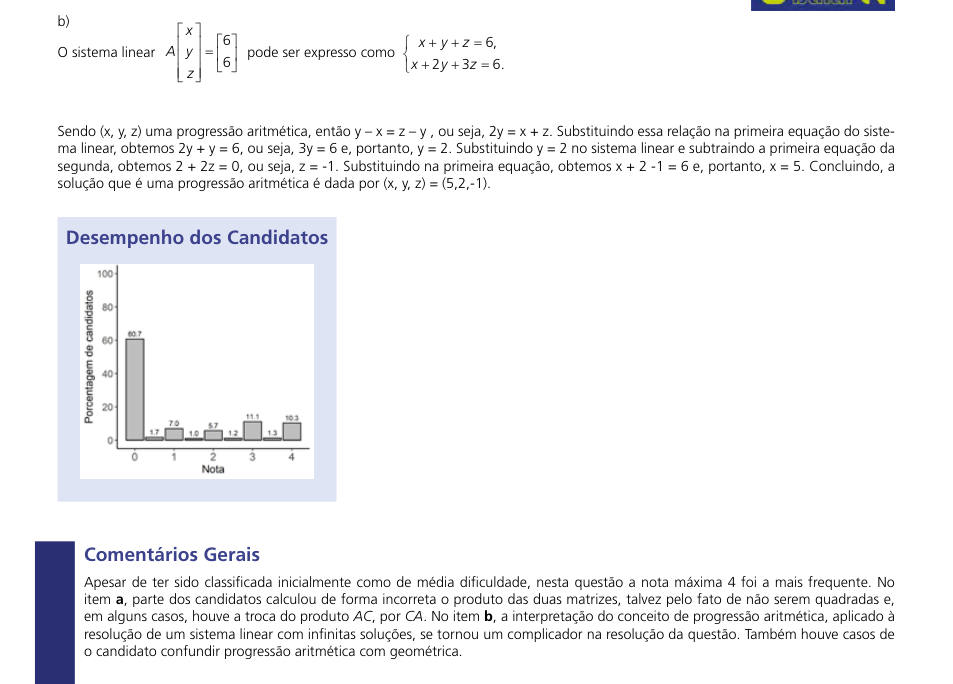 b)
O sistema linear A [x y z] = [6 6] pode ser expresso como { x + y + z = 6,
x + 2y + 3z = 6.
Sendo (x, y, z) uma progressão aritmética, então y – x = z – y , ou seja, 2y = x + z. Substituindo essa relação na primeira equação do siste-
ma linear, obtemos 2y + y = 6, ou seja, 3y = 6 e, portanto, y = 2. Substituindo y = 2 no sistema linear e subtraindo a primeira equação da
segunda, obtemos 2 + 2z = 0, ou seja, z = -1. Substituindo na primeira equação, obtemos x + 2 -1 = 6 e, portanto, x = 5. Concluindo, a
solução que é uma progressão aritmética é dada por (x, y, z) = (5,2,-1).
Desempenho dos Candidatos
Porcentagem de candidatos
100
80
60
40
20
0
60.7
1.7
7.0
1.0
5.7
1.2
11.1
1.3
10.3
0 1 2 3 4
Nota
Comentários Gerais
Apesar de ter sido classificada inicialmente como de média dificuldade, nesta questão a nota máxima 4 foi a mais frequente. No
item a, parte dos candidatos calculou de forma incorreta o produto das duas matrizes, talvez pelo fato de não serem quadradas e,
em alguns casos, houve a troca do produto AC, por CA. No item b, a interpretação do conceito de progressão aritmética, aplicado à
resolução de um sistema linear com infinitas soluções, se tornou um complicador na resolução da questão. Também houve casos de
o candidato confundir progressão aritmética com geométrica.